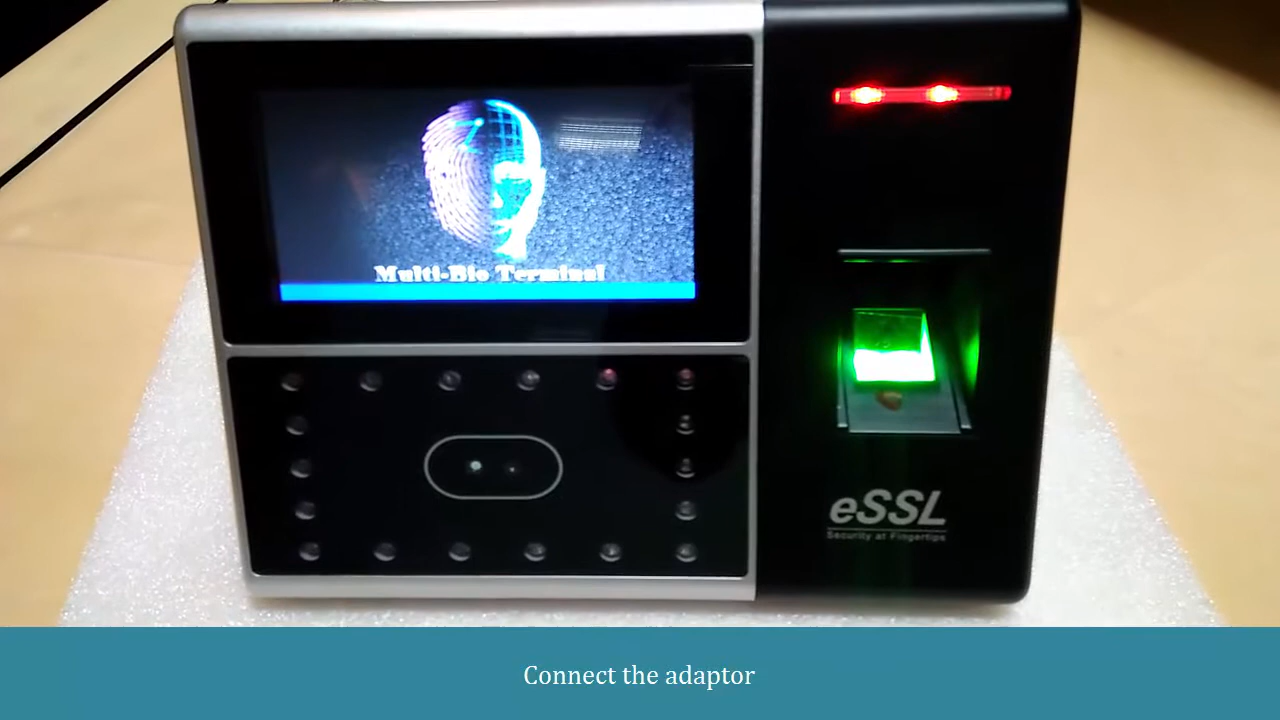 Multi-Bio Terminal
eSSL
Security at Fingertips
Connect the adaptor